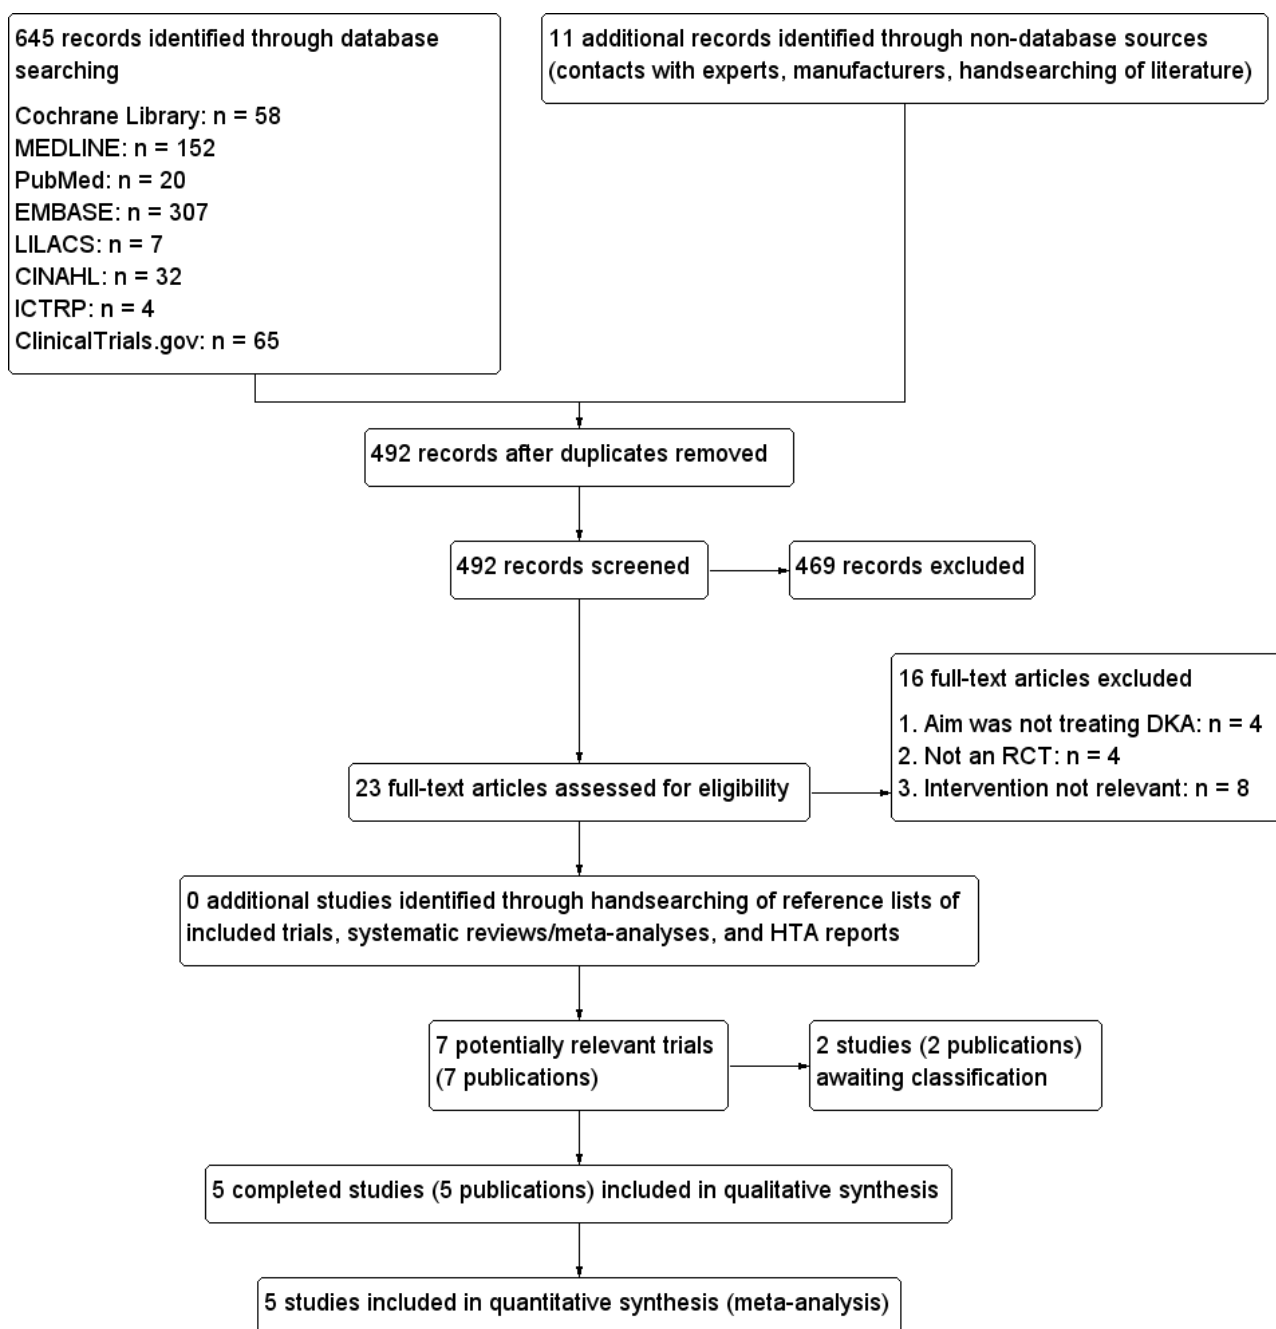 645 records identified through database
searching
Cochrane Library: n = 58
MEDLINE: n = 152
PubMed: n = 20
EMBASE: n = 307
LILACS: n = 7
CINAHL: n = 32
ICTRP: n = 4
ClinicalTrials.gov: n = 65
11 additional records identified through non-database sources
(contacts with experts, manufacturers, handsearching of literature)
492 records after duplicates removed
492 records screened
469 records excluded
23 full-text articles assessed for eligibility
16 full-text articles excluded
1. Aim was not treating DKA: n = 4
2. Not an RCT: n = 4
3. Intervention not relevant: n = 8
0 additional studies identified through handsearching of reference lists of
included trials, systematic reviews/meta-analyses, and HTA reports
7 potentially relevant trials
(7 publications)
2 studies (2 publications)
awaiting classification
5 completed studies (5 publications) included in qualitative synthesis
5 studies included in quantitative synthesis (meta-analysis)